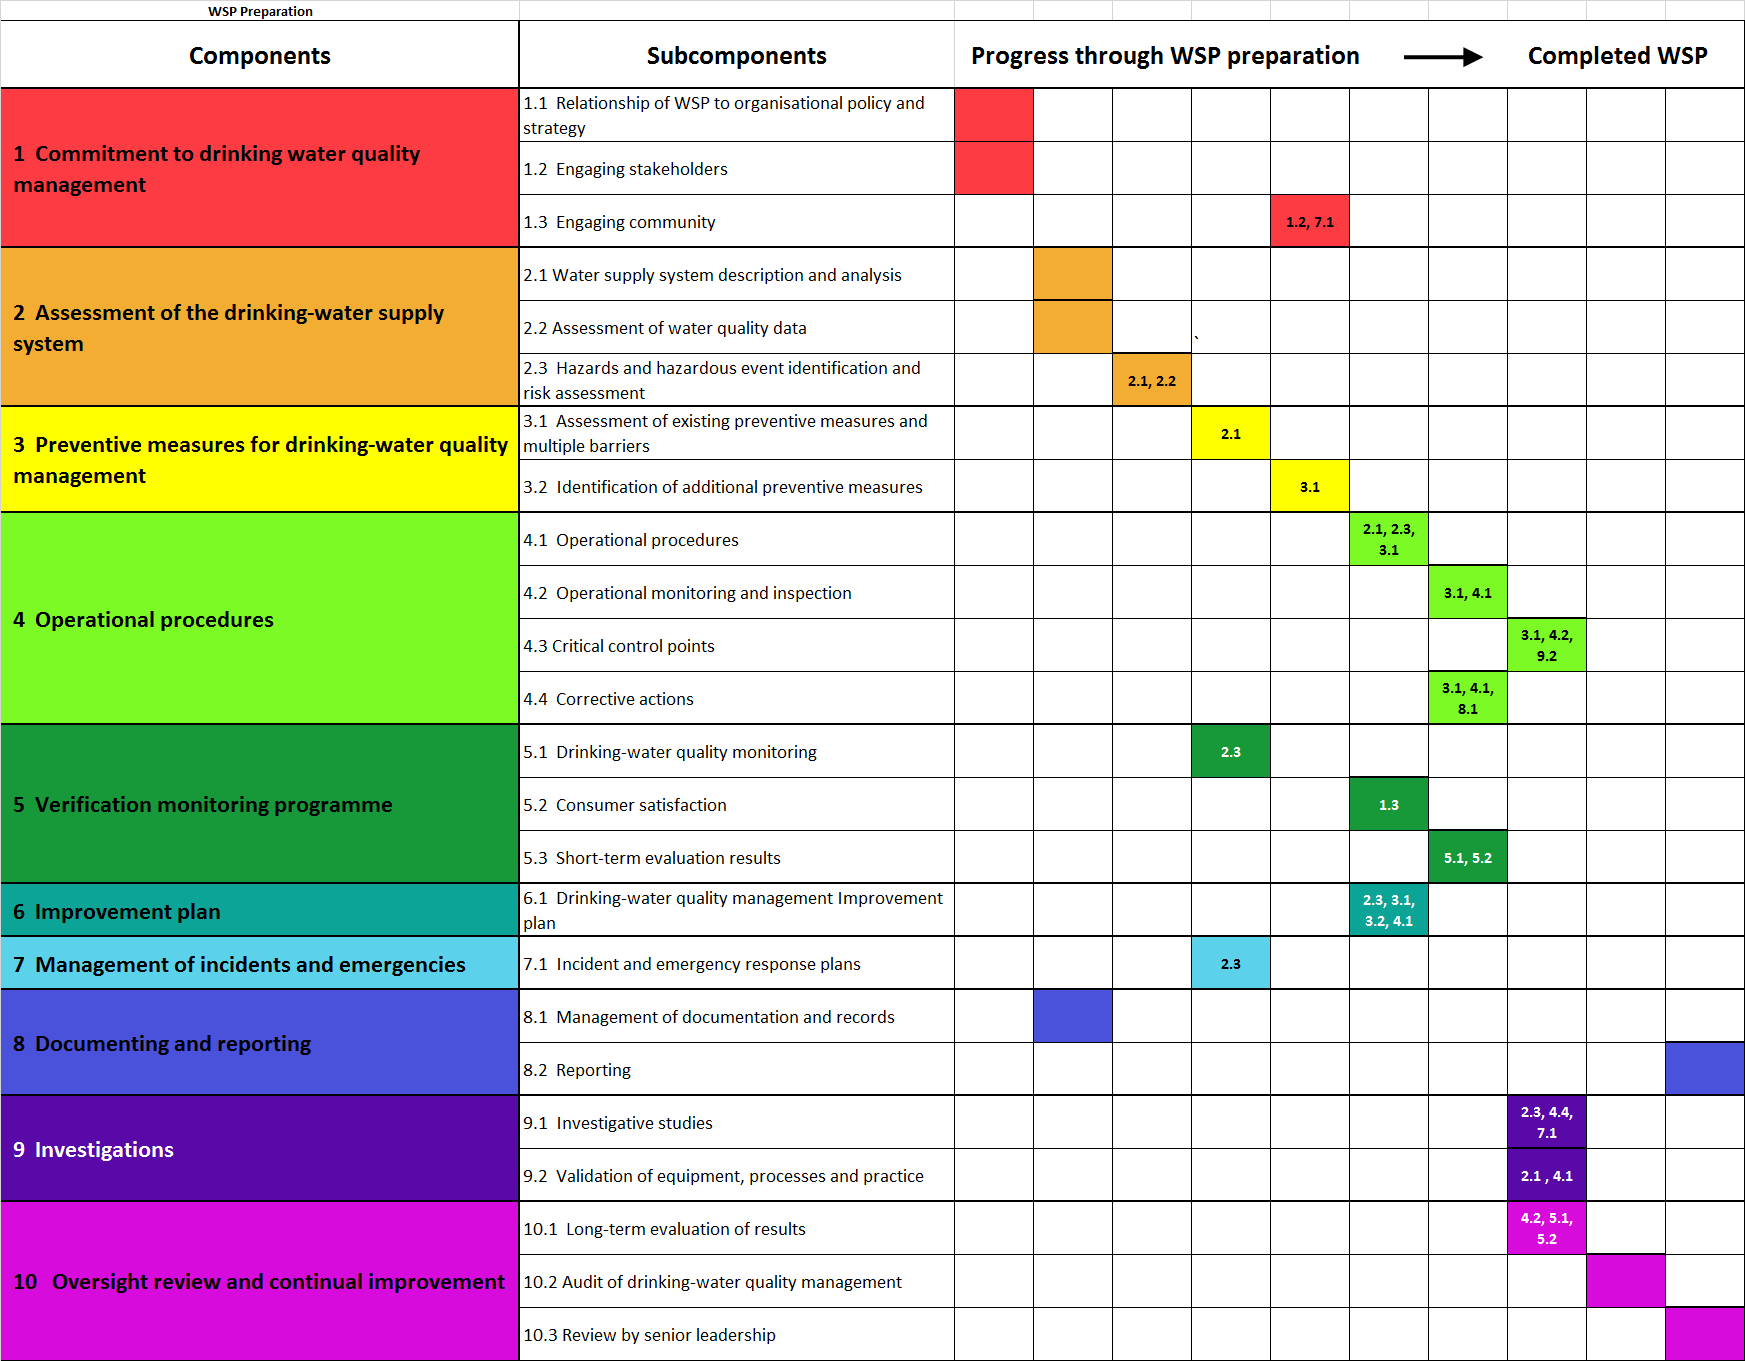 WSP Preparation
Components
Subcomponents
Progress through WSP preparation
Completed WSP
1  Commitment to drinking water quality
management
1.1  Relationship of WSP to organisational policy and
strategy
1.2  Engaging stakeholders
1.3  Engaging community
1.2, 7.1
2  Assessment of the drinking-water supply
system
2.1 Water supply system description and analysis
2.2 Assessment of water quality data
`
2.3  Hazards and hazardous event identification and
risk assessment
2.1, 2.2
3  Preventive measures for drinking-water quality
management
3.1  Assessment of existing preventive measures and
multiple barriers
2.1
3.2  Identification of additional preventive measures
3.1
4  Operational procedures
4.1  Operational procedures
2.1, 2.3,
3.1
4.2  Operational monitoring and inspection
3.1, 4.1
4.3 Critical control points
3.1, 4.2,
9.2
4.4  Corrective actions
3.1, 4.1,
8.1
5  Verification monitoring programme
5.1  Drinking-water quality monitoring
2.3
5.2  Consumer satisfaction
1.3
5.3  Short-term evaluation results
5.1, 5.2
6  Improvement plan
6.1  Drinking-water quality management Improvement
plan
2.3, 3.1,
3.2, 4.1
7  Management of incidents and emergencies
7.1  Incident and emergency response plans
2.3
8  Documenting and reporting
8.1  Management of documentation and records
8.2  Reporting
9  Investigations
9.1  Investigative studies
2.3, 4.4,
7.1
9.2  Validation of equipment, processes and practice
2.1 , 4.1
10   Oversight review and continual improvement
10.1  Long-term evaluation of results
4.2, 5.1,
5.2
10.2 Audit of drinking-water quality management
10.3 Review by senior leadership